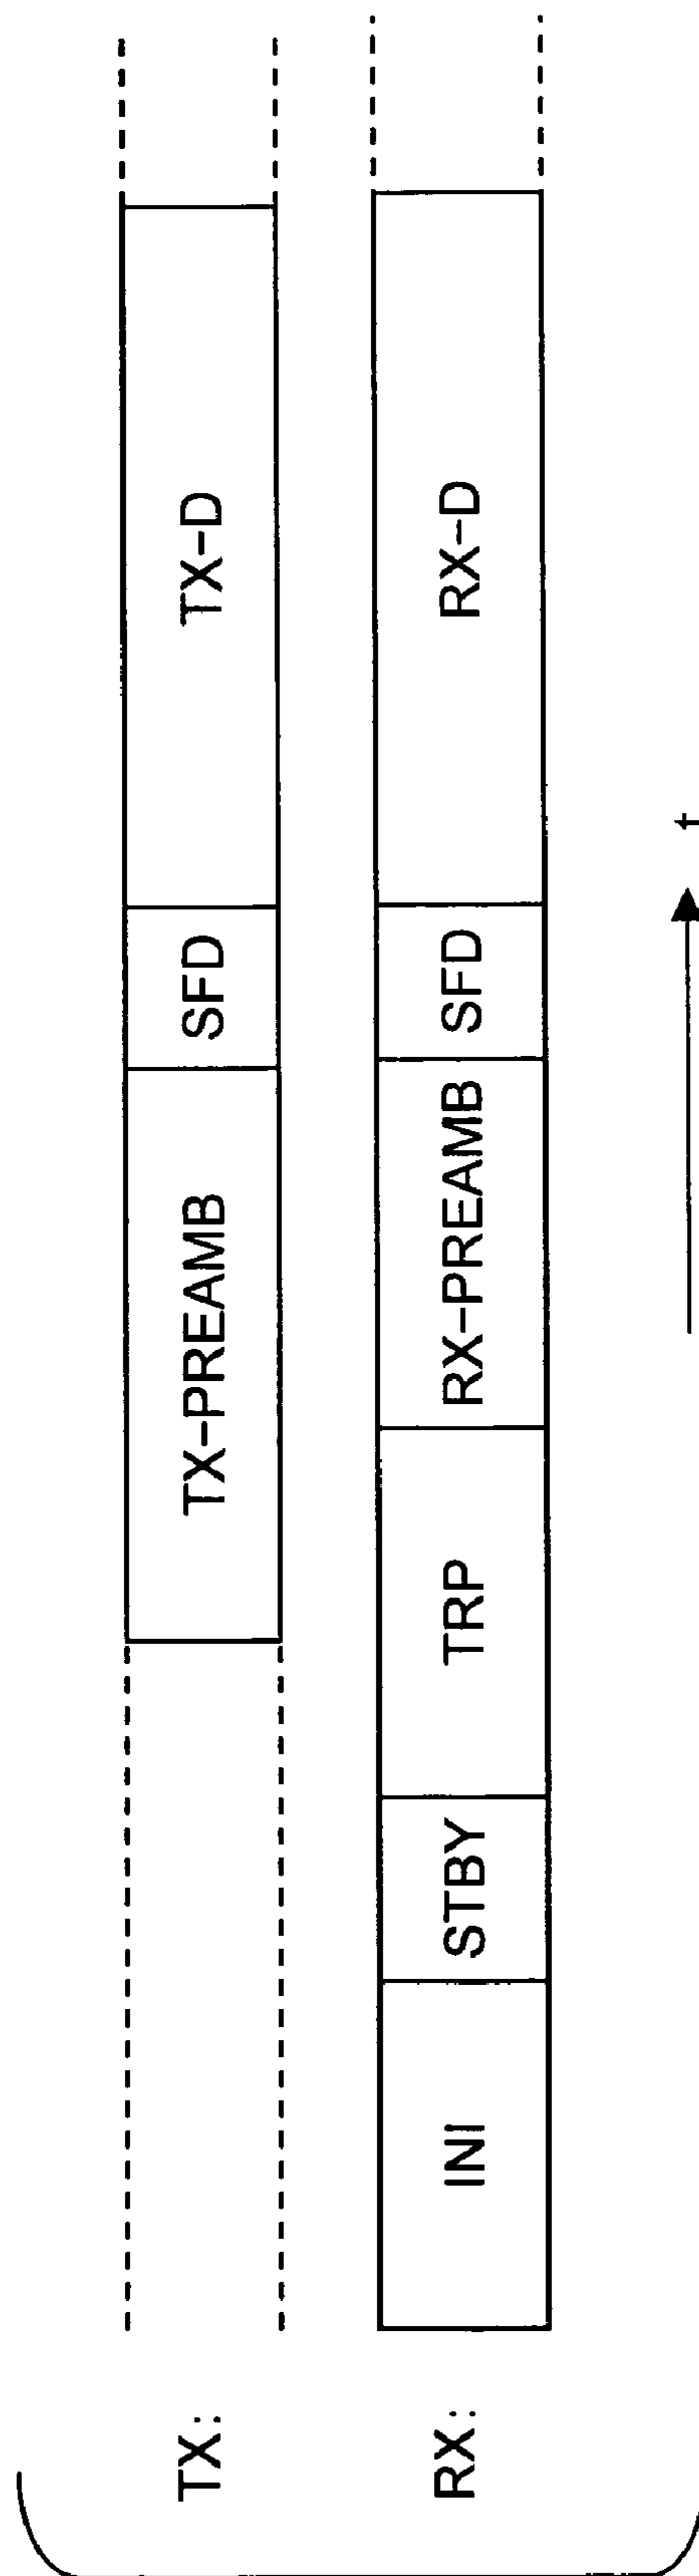 TX: TX-PREAMB SFD TX-D
RX: INI STBY TRP RX-PREAMB SFD RX-D
t